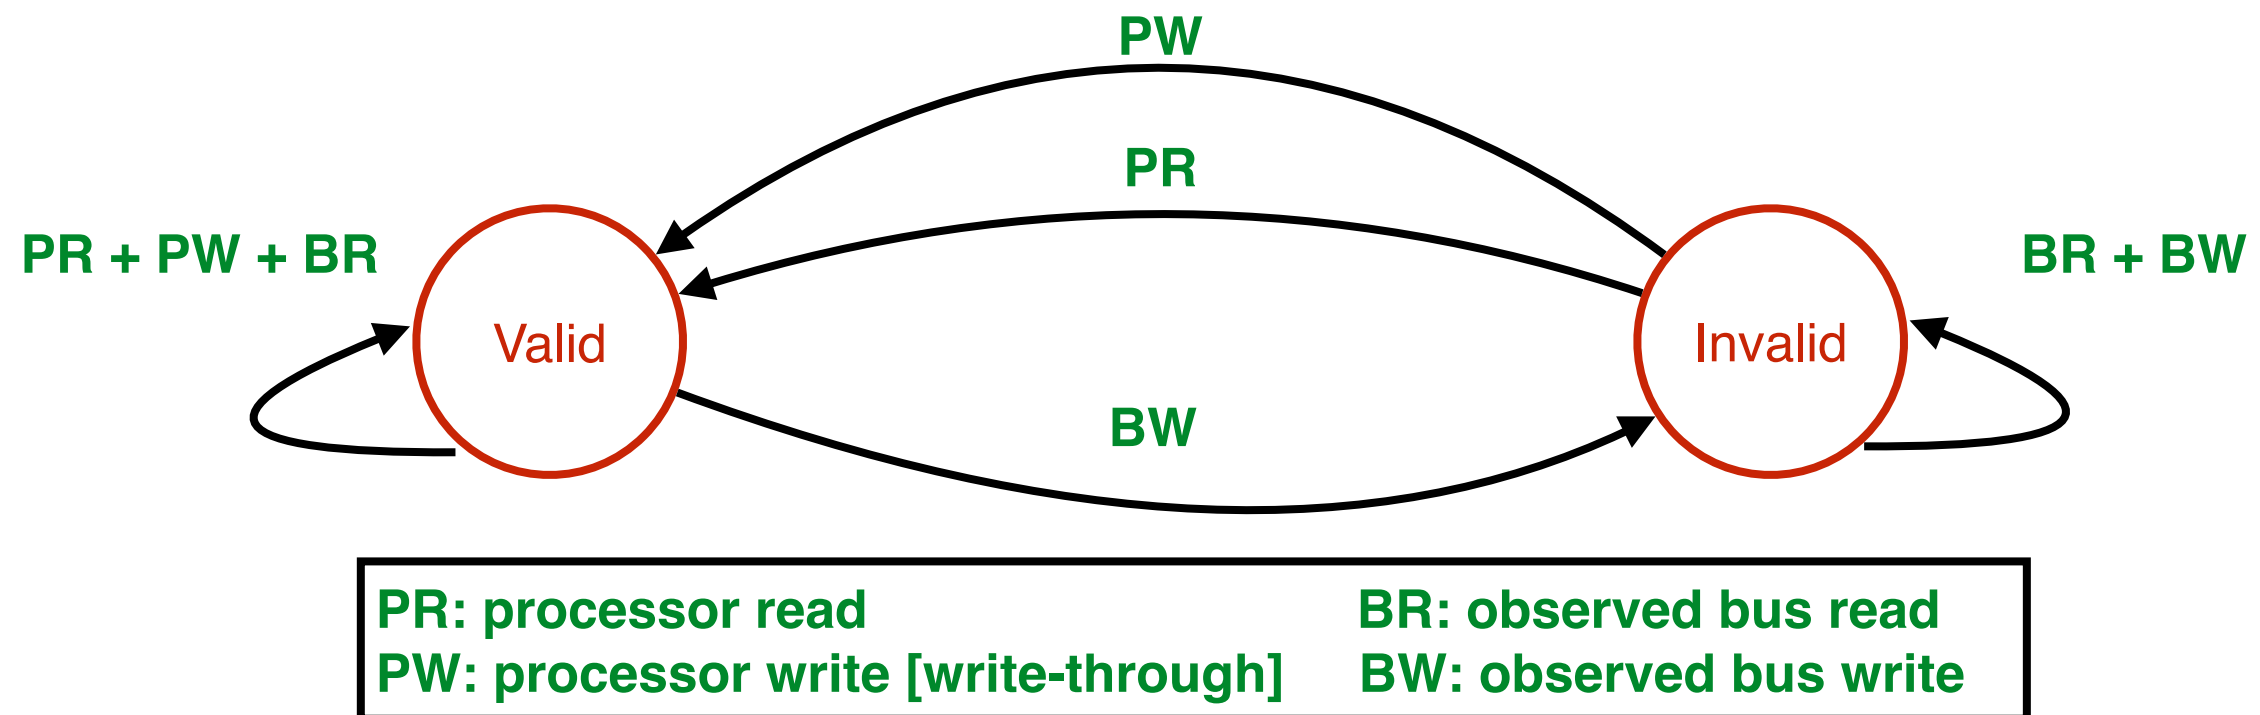 PW
PR
PR + PW + BR
BR + BW
Valid
Invalid
BW
PR: processor read BR: observed bus read
PW: processor write [write-through] BW: observed bus write